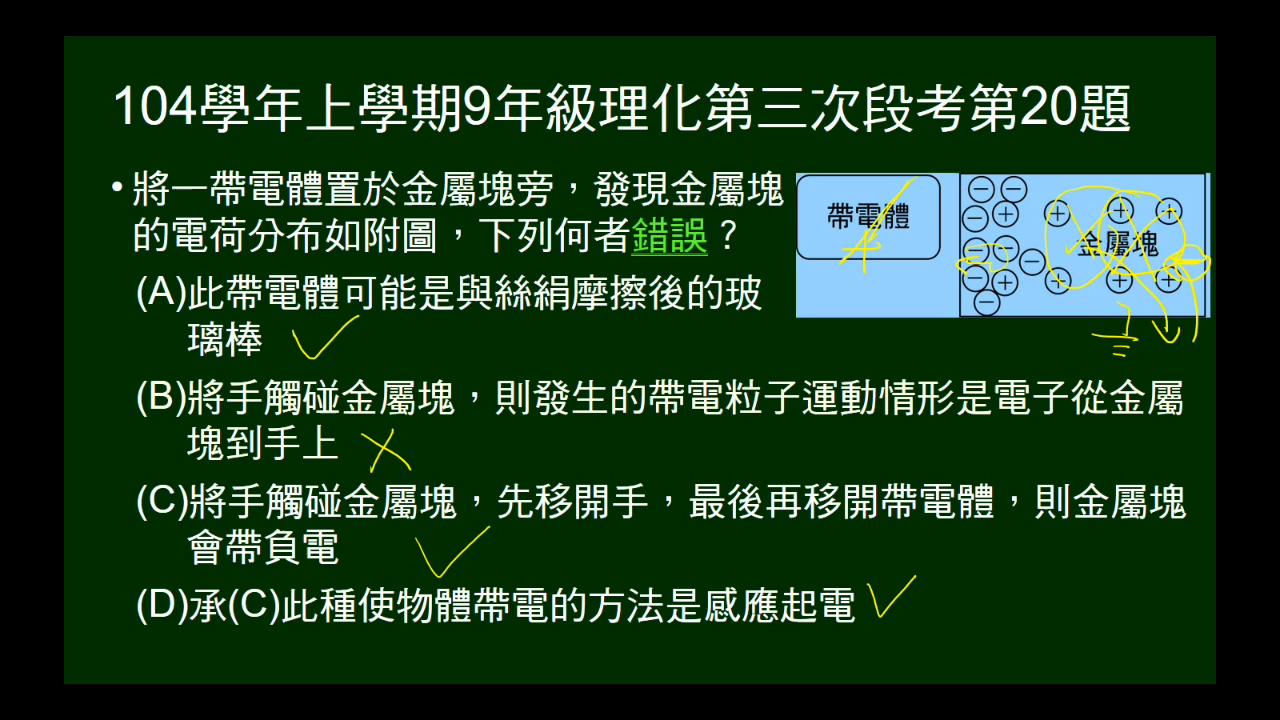 104學年上學期9年級理化第三次段考第20題
• 將一帶電體置於金屬塊旁，發現金屬塊
的電荷分布如附圖，下列何者錯誤？
帶電體
金屬塊
(A)此帶電體可能是與絲絹摩擦後的玻
璃棒
(B)將手觸碰金屬塊，則發生的帶電粒子運動情形是電子從金屬
塊到手上
(C)將手觸碰金屬塊，先移開手，最後再移開帶電體，則金屬塊
會帶負電
(D)承(C)此種使物體帶電的方法是感應起電